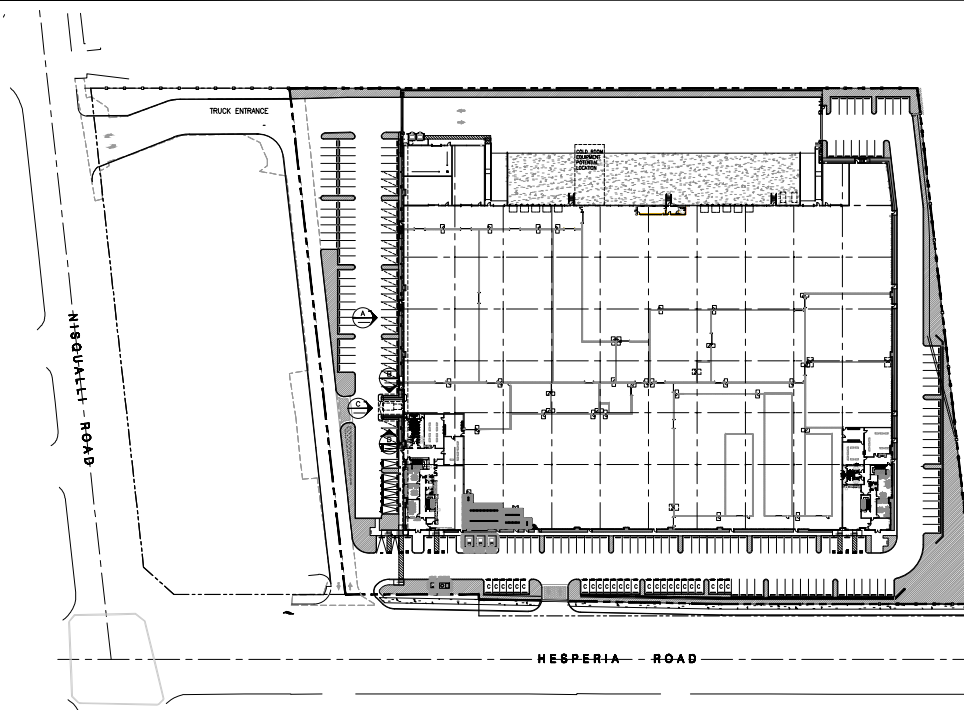 TRUCK ENTRANCE
COLD ROOM
EQUIPMENT
POTENTIAL
LOCATION
A
C
NISQUALLI ROAD
C C C C C C
C C C C C C C C C
C C C
HESPERIA ROAD